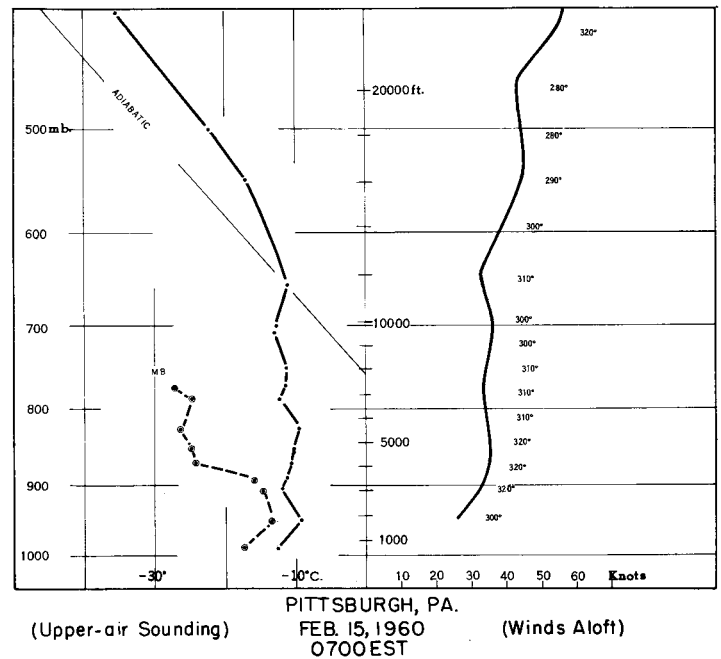 320°
20000 ft.
280°
ADIABATIC
500 mb.
280°
290°
600
300°
310°
700
10000
300°
300°
MB
310°
310°
800
310°
5000
320°
320°
900
320°
300°
1000
1000
-30°
-10°C.
10 20 30 40 50 60 Knots
PITTSBURGH, PA.
(Upper-air Sounding) FEB. 15, 1960 (Winds Aloft)
0700 EST